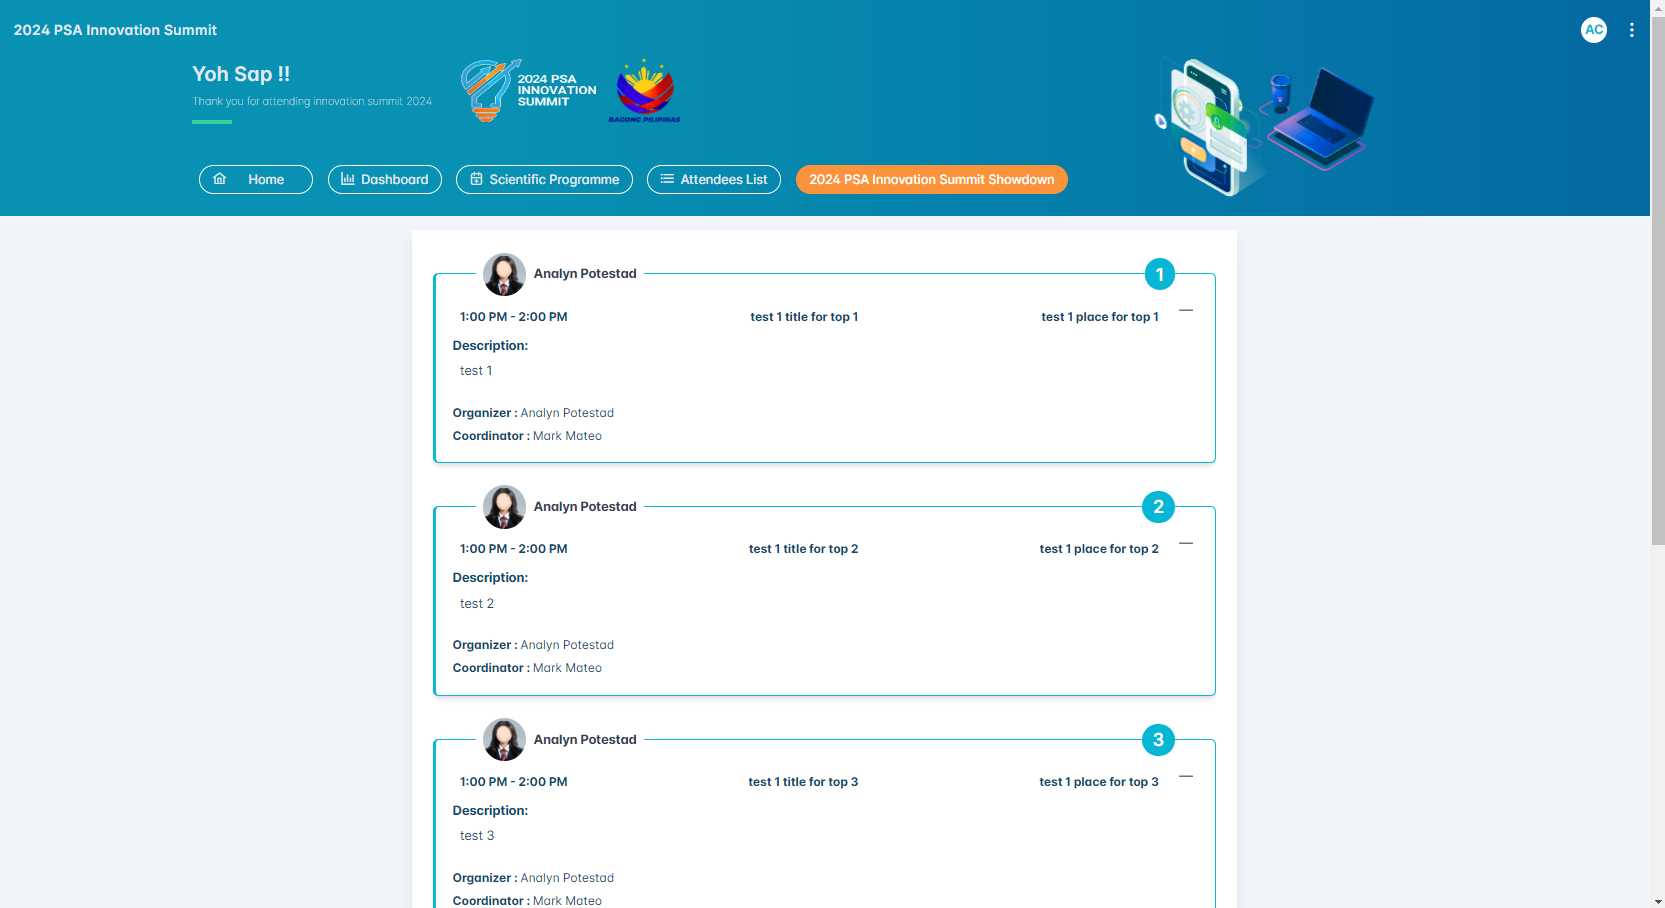 2024 PSA Innovation Summit
AC
Yoh Sap !!
Thank you for attending innovation summit 2024
2024 PSA
INNOVATION
SUMMIT
BAGONG PILIPINAS
Home
Dashboard
Scientific Programme
Attendees List
2024 PSA Innovation Summit Showdown
Analyn Potestad
1
1:00 PM - 2:00 PM
test 1 title for top 1
test 1 place for top 1
Description:
test 1
Organizer : Analyn Potestad
Coordinator : Mark Mateo
Analyn Potestad
2
1:00 PM - 2:00 PM
test 1 title for top 2
test 1 place for top 2
Description:
test 2
Organizer : Analyn Potestad
Coordinator : Mark Mateo
Analyn Potestad
3
1:00 PM - 2:00 PM
test 1 title for top 3
test 1 place for top 3
Description:
test 3
Organizer : Analyn Potestad
Coordinator : Mark Mateo